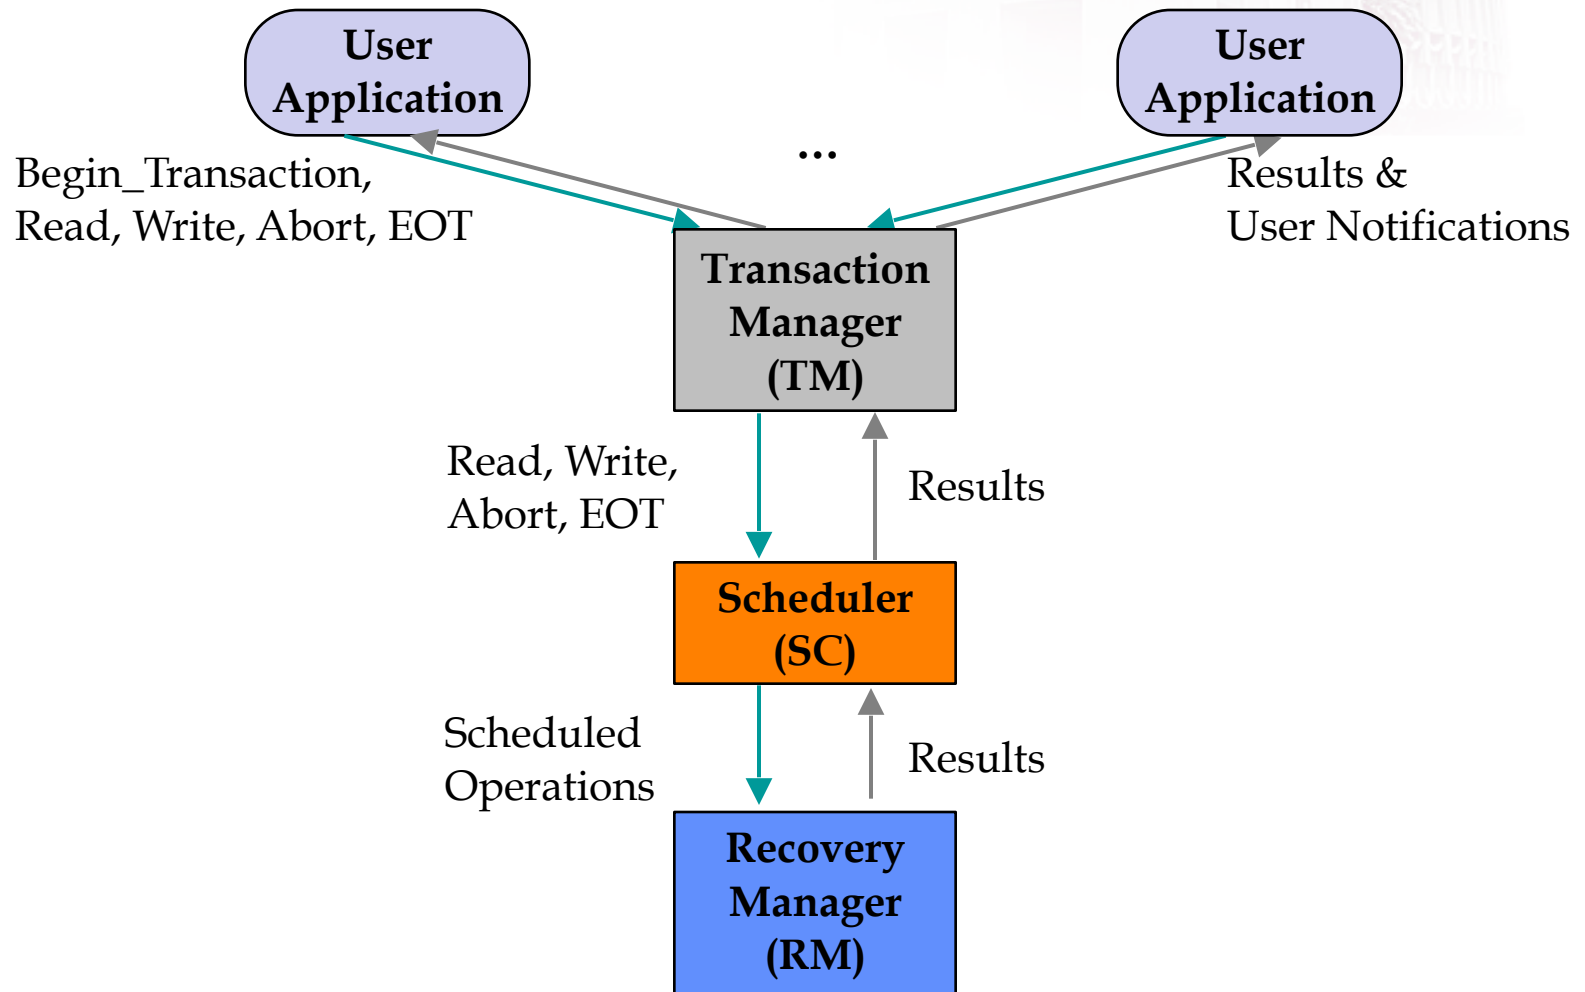 User
Application
User
Application
...
Begin_Transaction,
Read, Write, Abort, EOT
Results &
User Notifications
Transaction
Manager
(TM)
Read, Write,
Abort, EOT
Results
Scheduler
(SC)
Scheduled
Operations
Results
Recovery
Manager
(RM)